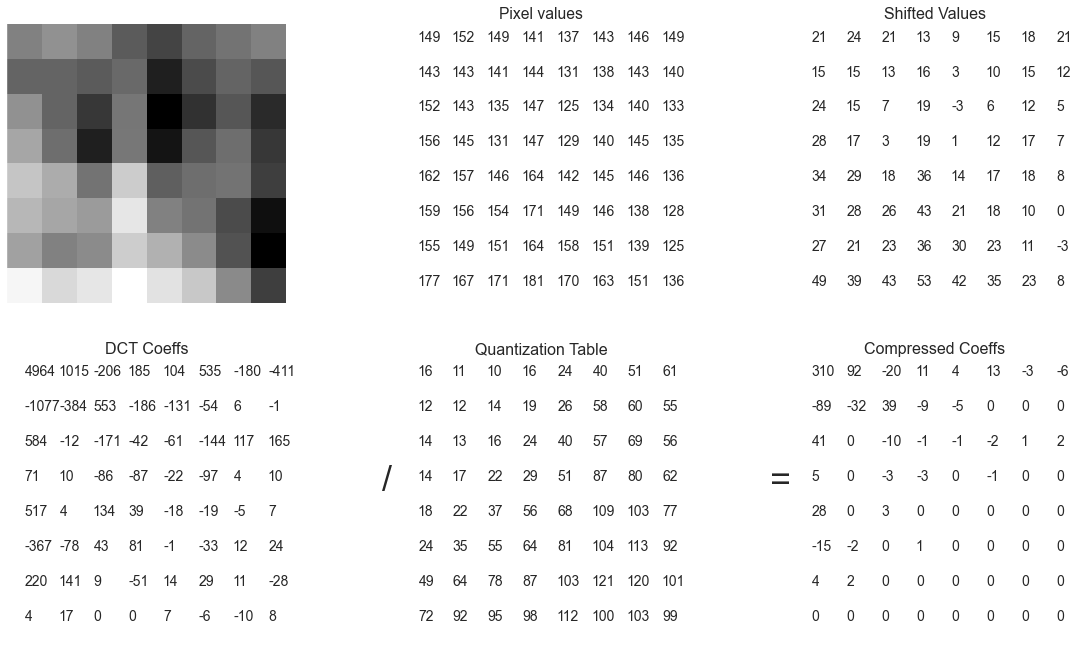 Pixel values
149 152 149 141 137 143 146 149
143 143 141 144 131 138 143 140
152 143 135 147 125 134 140 133
156 145 131 147 129 140 145 135
162 157 146 164 142 145 146 136
159 156 154 171 149 146 138 128
155 149 151 164 158 151 139 125
177 167 171 181 170 163 151 136
Shifted Values
21 24 21 13 9 15 18 21
15 15 13 16 3 10 15 12
24 15 7 19 -3 6 12 5
28 17 3 19 1 12 17 7
34 29 18 36 14 17 18 8
31 28 26 43 21 18 10 0
27 21 23 36 30 23 11 -3
49 39 43 53 42 35 23 8
DCT Coeffs
4964 1015 -206 185 104 535 -180 -411
-1077 -384 553 -186 -131 -54 6 -1
584 -12 -171 -42 -61 -144 117 165
71 10 -86 -87 -22 -97 4 10
517 4 134 39 -18 -19 -5 7
-367 -78 43 81 -1 -33 12 24
220 141 9 -51 14 29 11 -28
4 17 0 0 7 -6 -10 8
/
Quantization Table
16 11 10 16 24 40 51 61
12 12 14 19 26 58 60 55
14 13 16 24 40 57 69 56
14 17 22 29 51 87 80 62
18 22 37 56 68 109 103 77
24 35 55 64 81 104 113 92
49 64 78 87 103 121 120 101
72 92 95 98 112 100 103 99
=
Compressed Coeffs
310 92 -20 11 4 13 -3 -6
-89 -32 39 -9 -5 0 0 0
41 0 -10 -1 -1 -2 1 2
5 0 -3 -3 0 -1 0 0
28 0 3 0 0 0 0 0
-15 -2 0 1 0 0 0 0
4 2 0 0 0 0 0 0
0 0 0 0 0 0 0 0